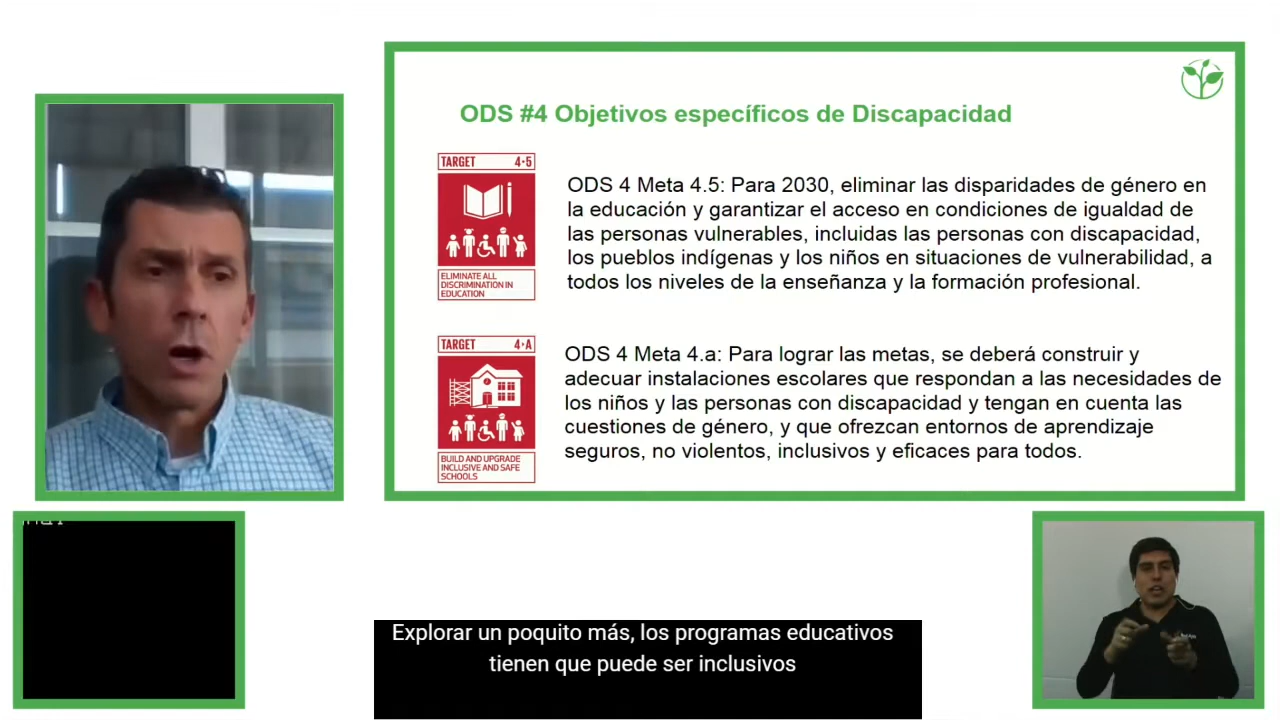 ODS #4 Objetivos específicos de Discapacidad
TARGET 4·5
ELIMINATE ALL
DISCRIMINATION IN
EDUCATION
ODS 4 Meta 4.5: Para 2030, eliminar las disparidades de género en
la educación y garantizar el acceso en condiciones de igualdad de
las personas vulnerables, incluidas las personas con discapacidad,
los pueblos indígenas y los niños en situaciones de vulnerabilidad, a
todos los niveles de la enseñanza y la formación profesional.
TARGET 4·A
BUILD AND UPGRADE
INCLUSIVE AND SAFE
SCHOOLS
ODS 4 Meta 4.a: Para lograr las metas, se deberá construir y
adecuar instalaciones escolares que respondan a las necesidades de
los niños y las personas con discapacidad y tengan en cuenta las
cuestiones de género, y que ofrezcan entornos de aprendizaje
seguros, no violentos, inclusivos y eficaces para todos.
Explorar un poquito más, los programas educativos
tienen que puede ser inclusivos